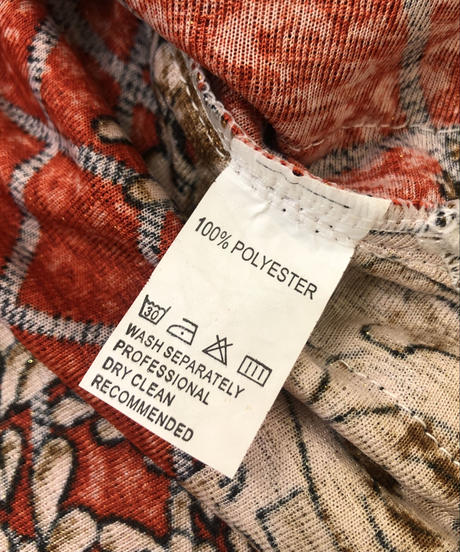 100% POLYESTER
30
WASH SEPARATELY
PROFESSIONAL
DRY CLEAN
RECOMMENDED